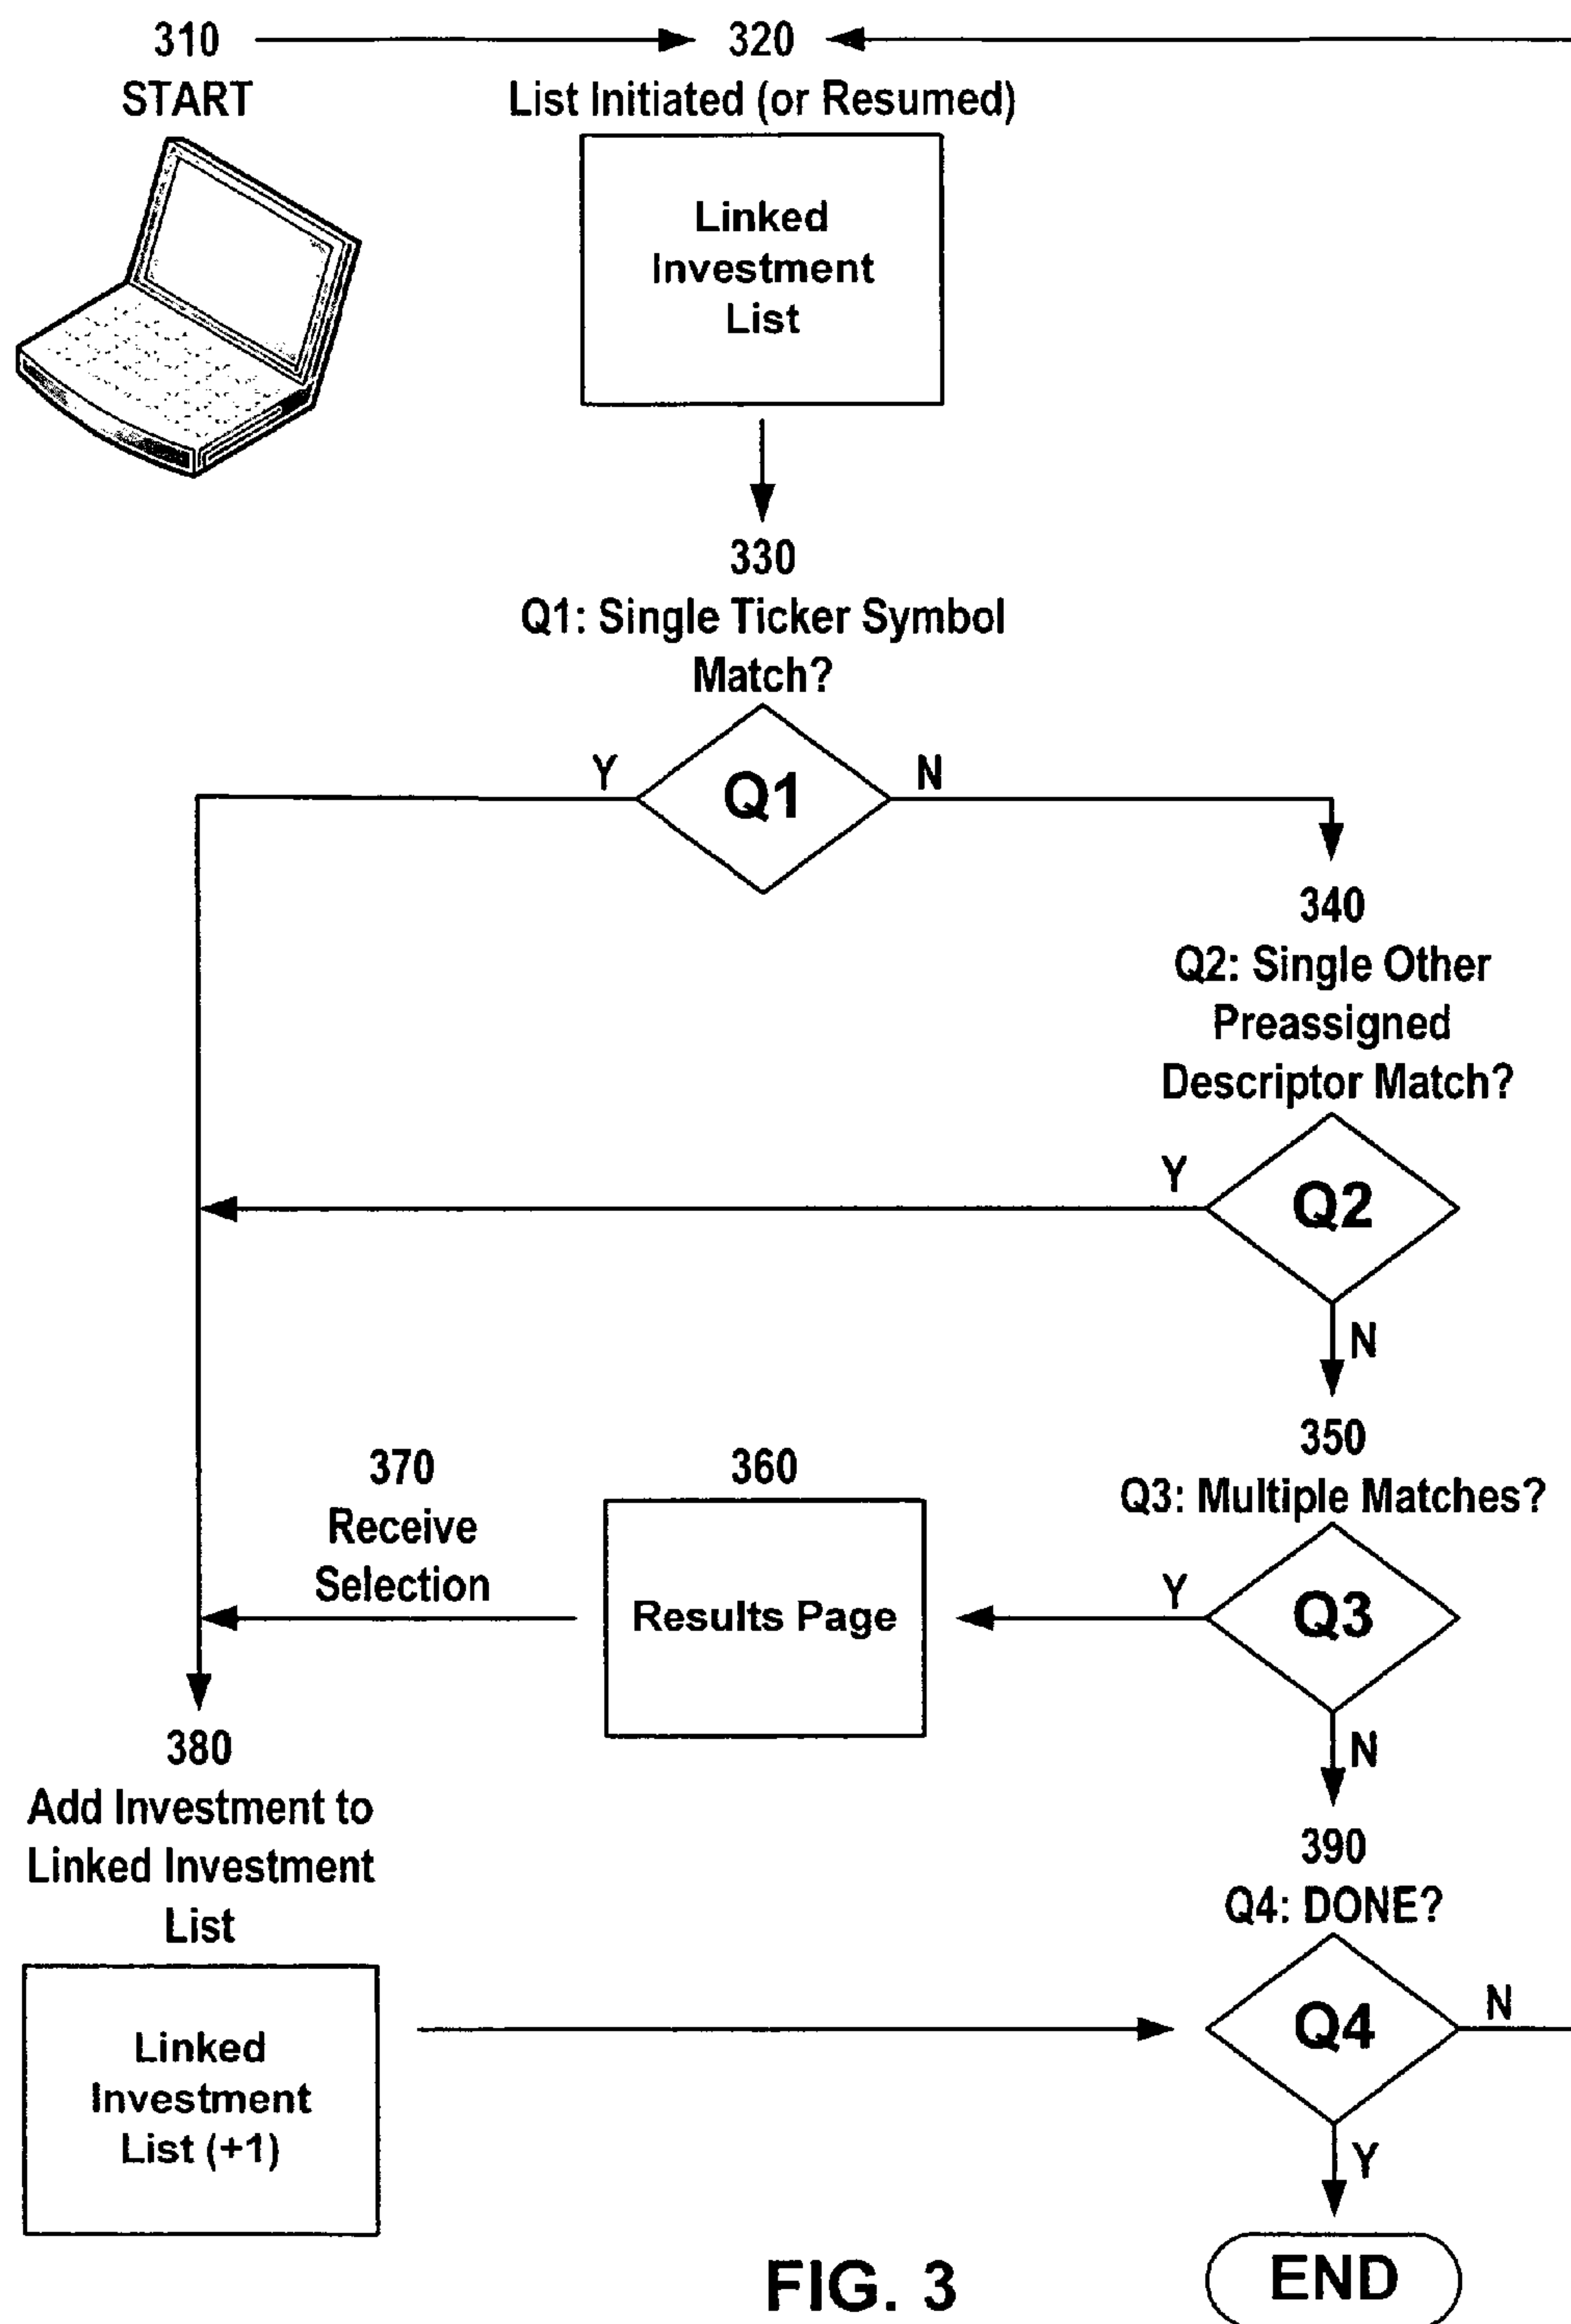 310
START
320
List Initiated (or Resumed)
Linked
Investment
List
330
Q1: Single Ticker Symbol
Match?
Y
Q1
N
340
Q2: Single Other
Preassigned
Descriptor Match?
Y
Q2
N
350
Q3: Multiple Matches?
370
Receive
Selection
360
Results Page
Y
Q3
N
380
Add Investment to
Linked Investment
List
Linked
Investment
List (+1)
390
Q4: DONE?
Q4
N
Y
END
FIG. 3